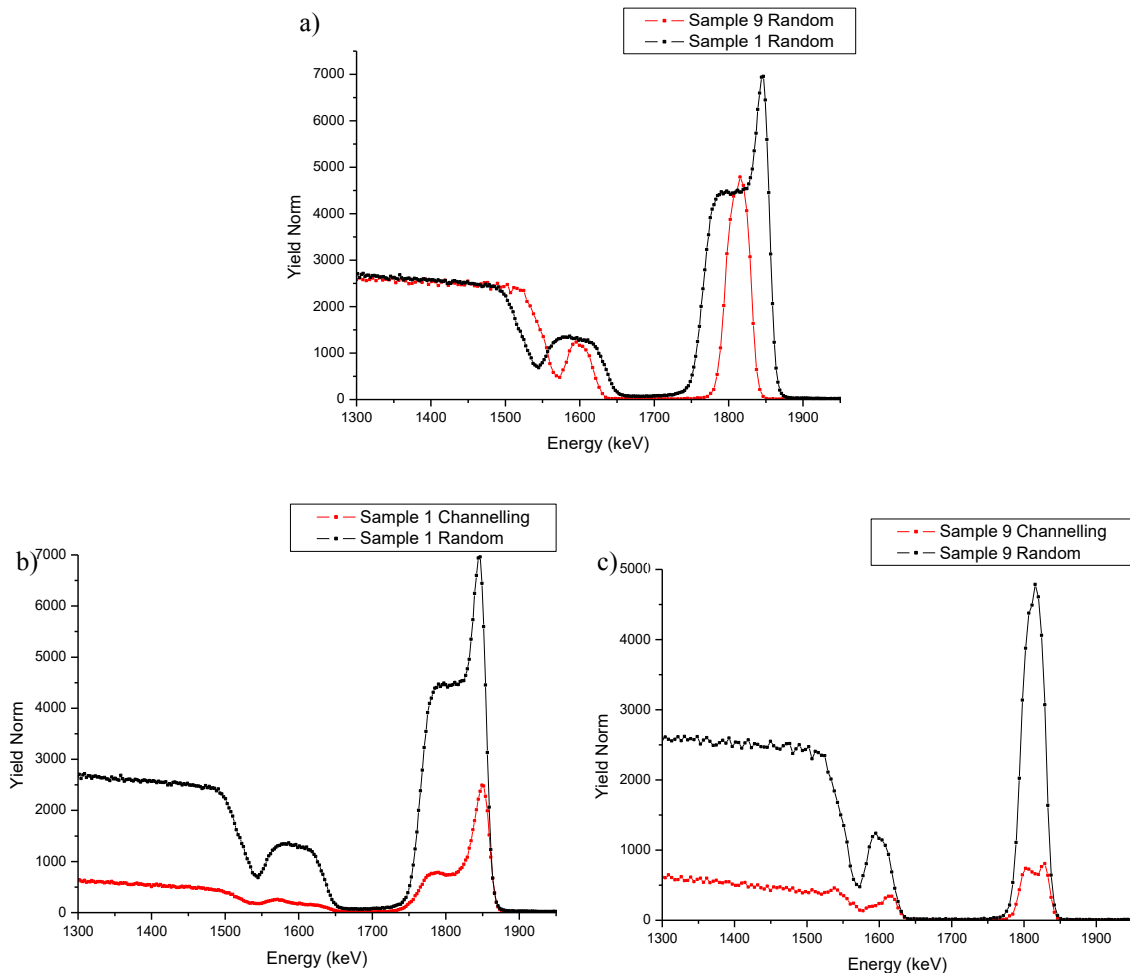 a)
Sample 9 Random
Sample 1 Random
7000
6000
5000
4000
3000
2000
1000
0
Yield Norm
1300 1400 1500 1600 1700 1800 1900
Energy (keV)
b)
Sample 1 Channelling
Sample 1 Random
7000
6000
5000
4000
3000
2000
1000
0
Yield Norm
1300 1400 1500 1600 1700 1800 1900
Energy (keV)
c)
Sample 9 Channelling
Sample 9 Random
5000
4000
3000
2000
1000
0
Yield Norm
1300 1400 1500 1600 1700 1800 1900
Energy (keV)